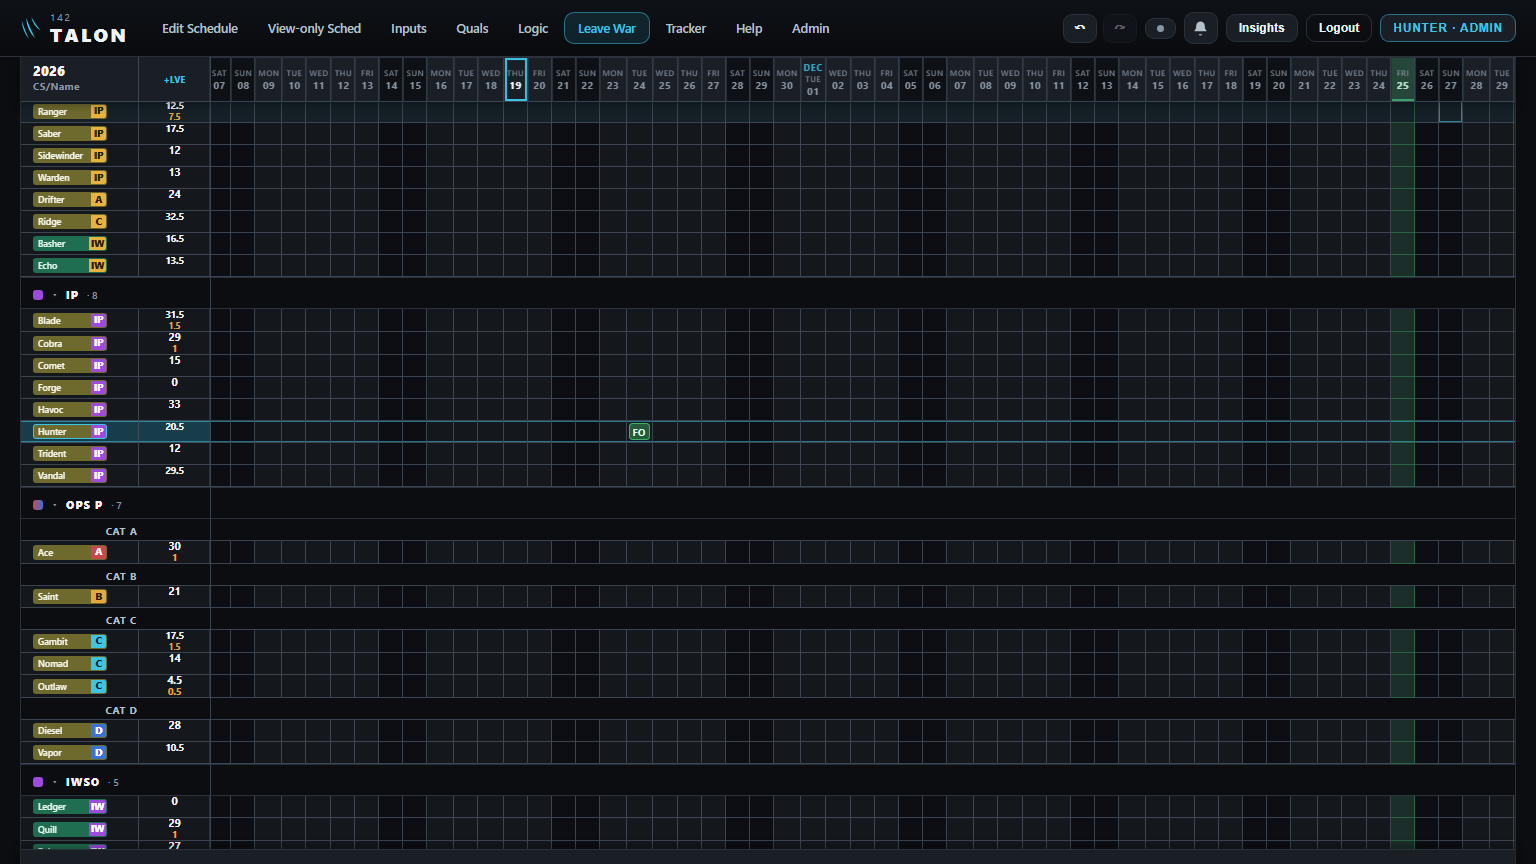 142
TALON
Edit Schedule
View-only Sched
Inputs
Quals
Logic
Leave War
Tracker
Help
Admin
Insights
Logout
HUNTER · ADMIN
2026
CS/Name
+LVE
SAT 07 SUN 08 MON 09 TUE 10 WED 11 THU 12 FRI 13 SAT 14 SUN 15 MON 16 TUE 17 WED 18 THU 19 FRI 20 SAT 21 SUN 22 MON 23 TUE 24 WED 25 THU 26 FRI 27 SAT 28 SUN 29 MON 30 DEC TUE 01 WED 02 THU 03 FRI 04 SAT 05 SUN 06 MON 07 TUE 08 WED 09 THU 10 FRI 11 SAT 12 SUN 13 MON 14 TUE 15 WED 16 THU 17 FRI 18 SAT 19 SUN 20 MON 21 TUE 22 WED 23 THU 24 FRI 25 SAT 26 SUN 27 MON 28 TUE 29
Ranger IP 12.5
7.5
Saber IP 17.5
Sidewinder IP 12
Warden IP 13
Drifter A 24
Ridge C 32.5
Basher IW 16.5
Echo IW 13.5
· IP · 8
Blade IP 31.5
1.5
Cobra IP 29
1
Comet IP 15
Forge IP 0
Havoc IP 33
Hunter IP 20.5 FO
Trident IP 12
Vandal IP 29.5
· OPS P · 7
CAT A
Ace A 30
1
CAT B
Saint B 21
CAT C
Gambit C 17.5
1.5
Nomad C 14
Outlaw C 4.5
0.5
CAT D
Diesel D 28
Vapor D 10.5
· IWSO · 5
Ledger IW 0
Quill IW 29
1
27